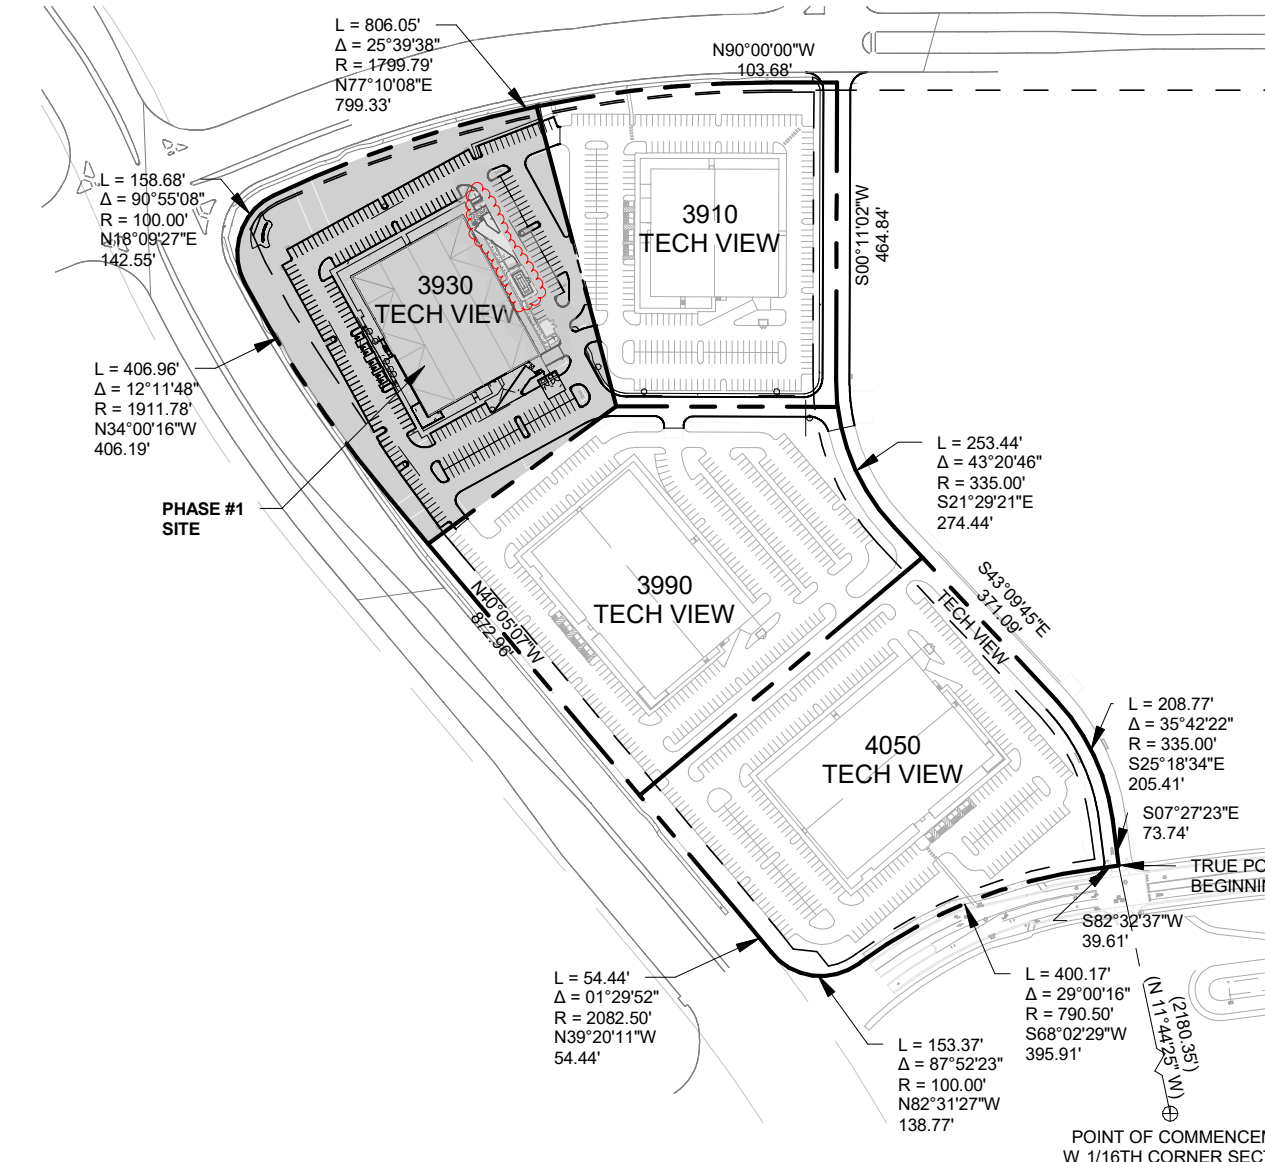 L = 806.05'
Δ = 25°39'38"
R = 1799.79'
N77°10'08"E
799.33'
N90°00'00"W
103.68'
L = 158.68'
Δ = 90°55'08"
R = 100.00'
N18°09'27"E
142.55'
3910
TECH VIEW
S00°11'02"W
464.84'
3930
TECH VIEW
L = 406.96'
Δ = 12°11'48"
R = 1911.78'
N34°00'16"W
406.19'
PHASE #1
SITE
L = 253.44'
Δ = 43°20'46"
R = 335.00'
S21°29'21"E
274.44'
N40°05'07"W
872.96'
3990
TECH VIEW
S43°09'45"E
371.09'
TECH VIEW
4050
TECH VIEW
L = 208.77'
Δ = 35°42'22"
R = 335.00'
S25°18'34"E
205.41'
S07°27'23"E
73.74'
TRUE PO
BEGINNI
S82°32'37"W
39.61'
L = 54.44'
Δ = 01°29'52"
R = 2082.50'
N39°20'11"W
54.44'
L = 400.17'
Δ = 29°00'16"
R = 790.50'
S68°02'29"W
395.91'
L = 153.37'
Δ = 87°52'23"
R = 100.00'
N82°31'27"W
138.77'
(2180.35')
(N 11°44'25" W)
POINT OF COMMENCEM
W 1/16TH CORNER SECT